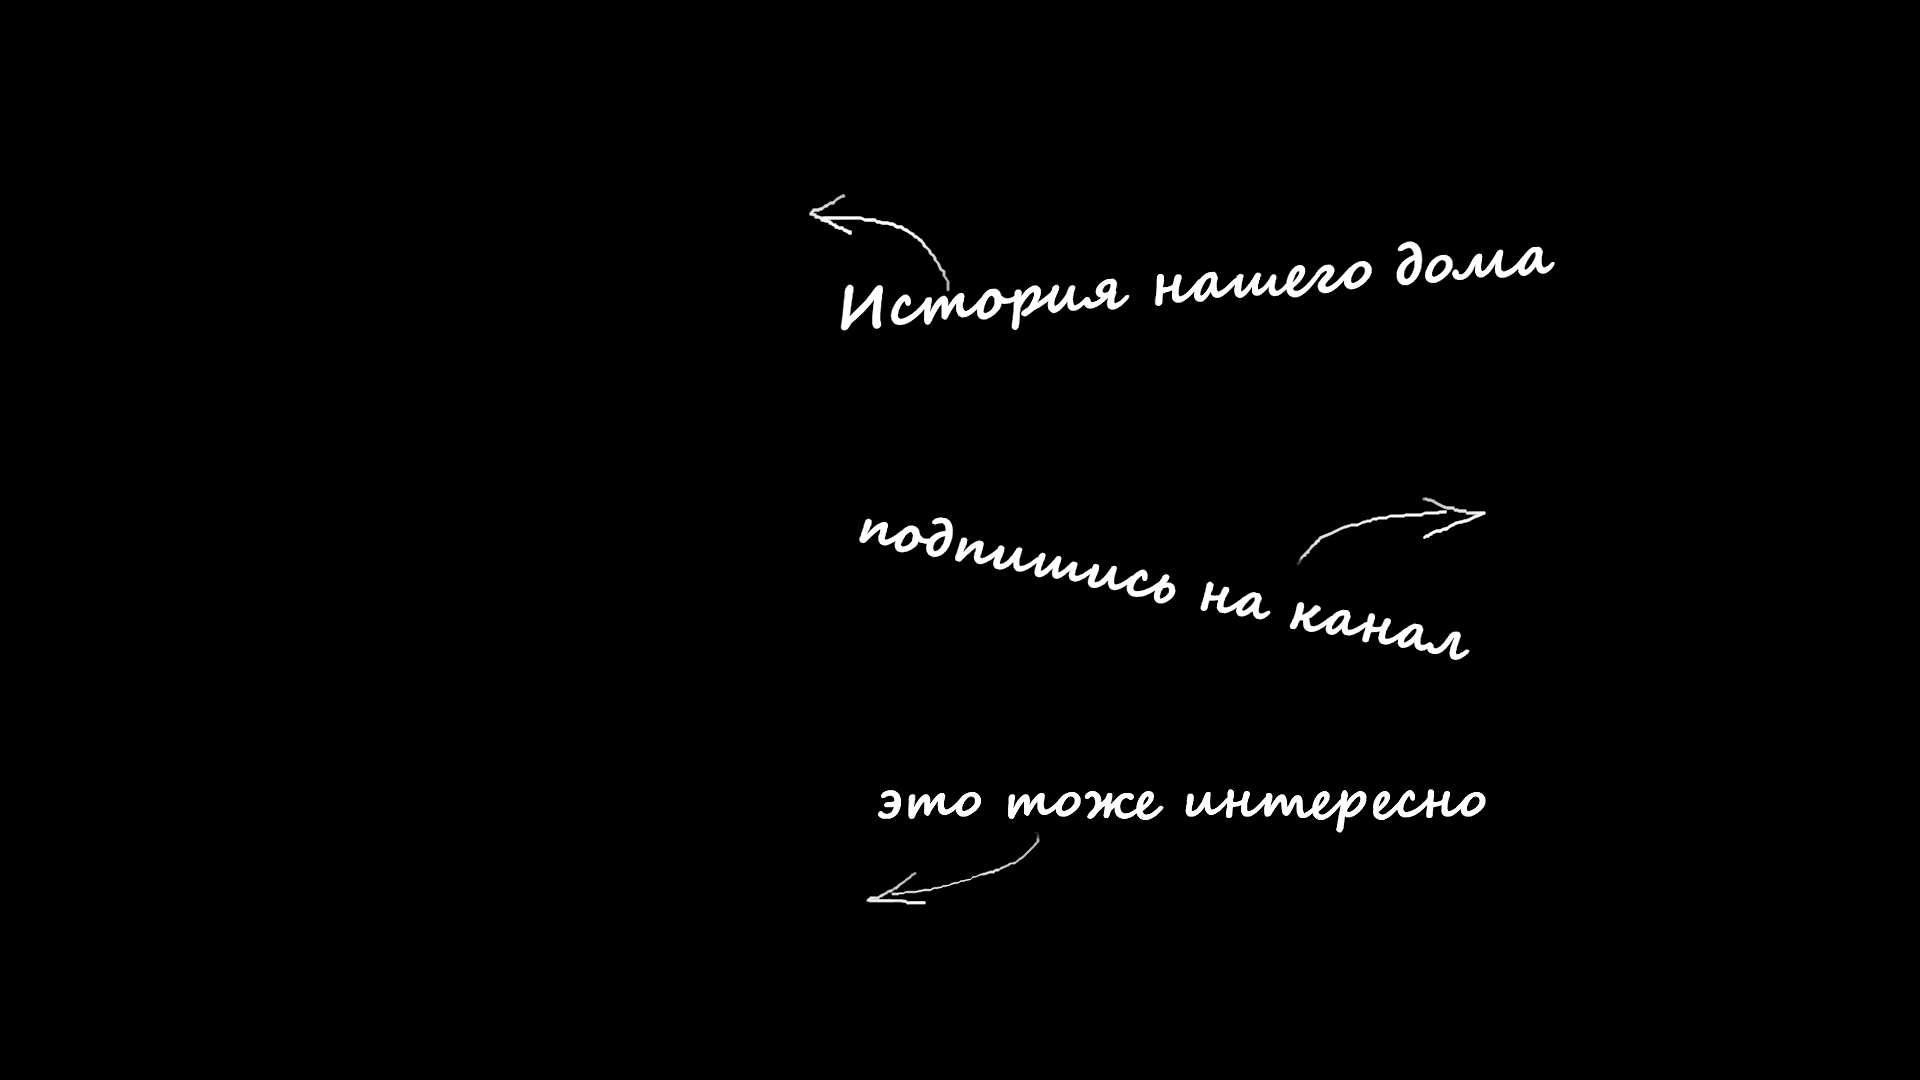 История нашего дома
подпишись на канал
это тоже интересно